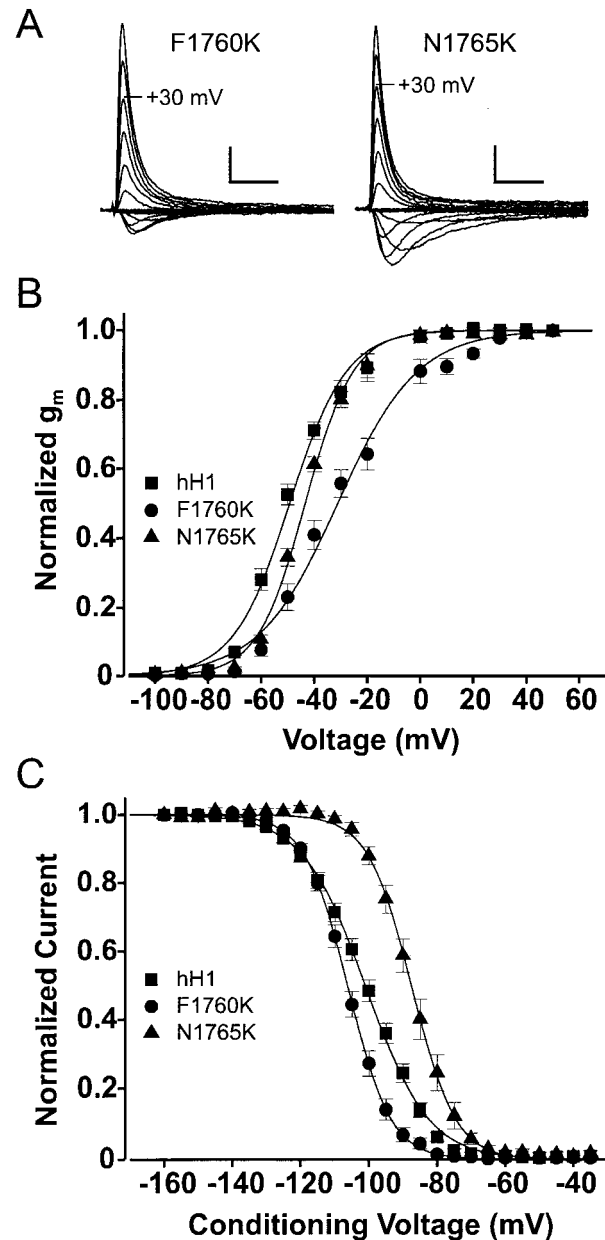 A
F1760K
N1765K
+30 mV
+30 mV
B
Normalized gm
1.0
0.8
0.6
0.4
0.2
0
hH1
F1760K
N1765K
-100 -80 -60 -40 -20 0 20 40 60
Voltage (mV)
C
Normalized Current
1.0
0.8
0.6
0.4
0.2
0
hH1
F1760K
N1765K
-160 -140 -120 -100 -80 -60 -40
Conditioning Voltage (mV)